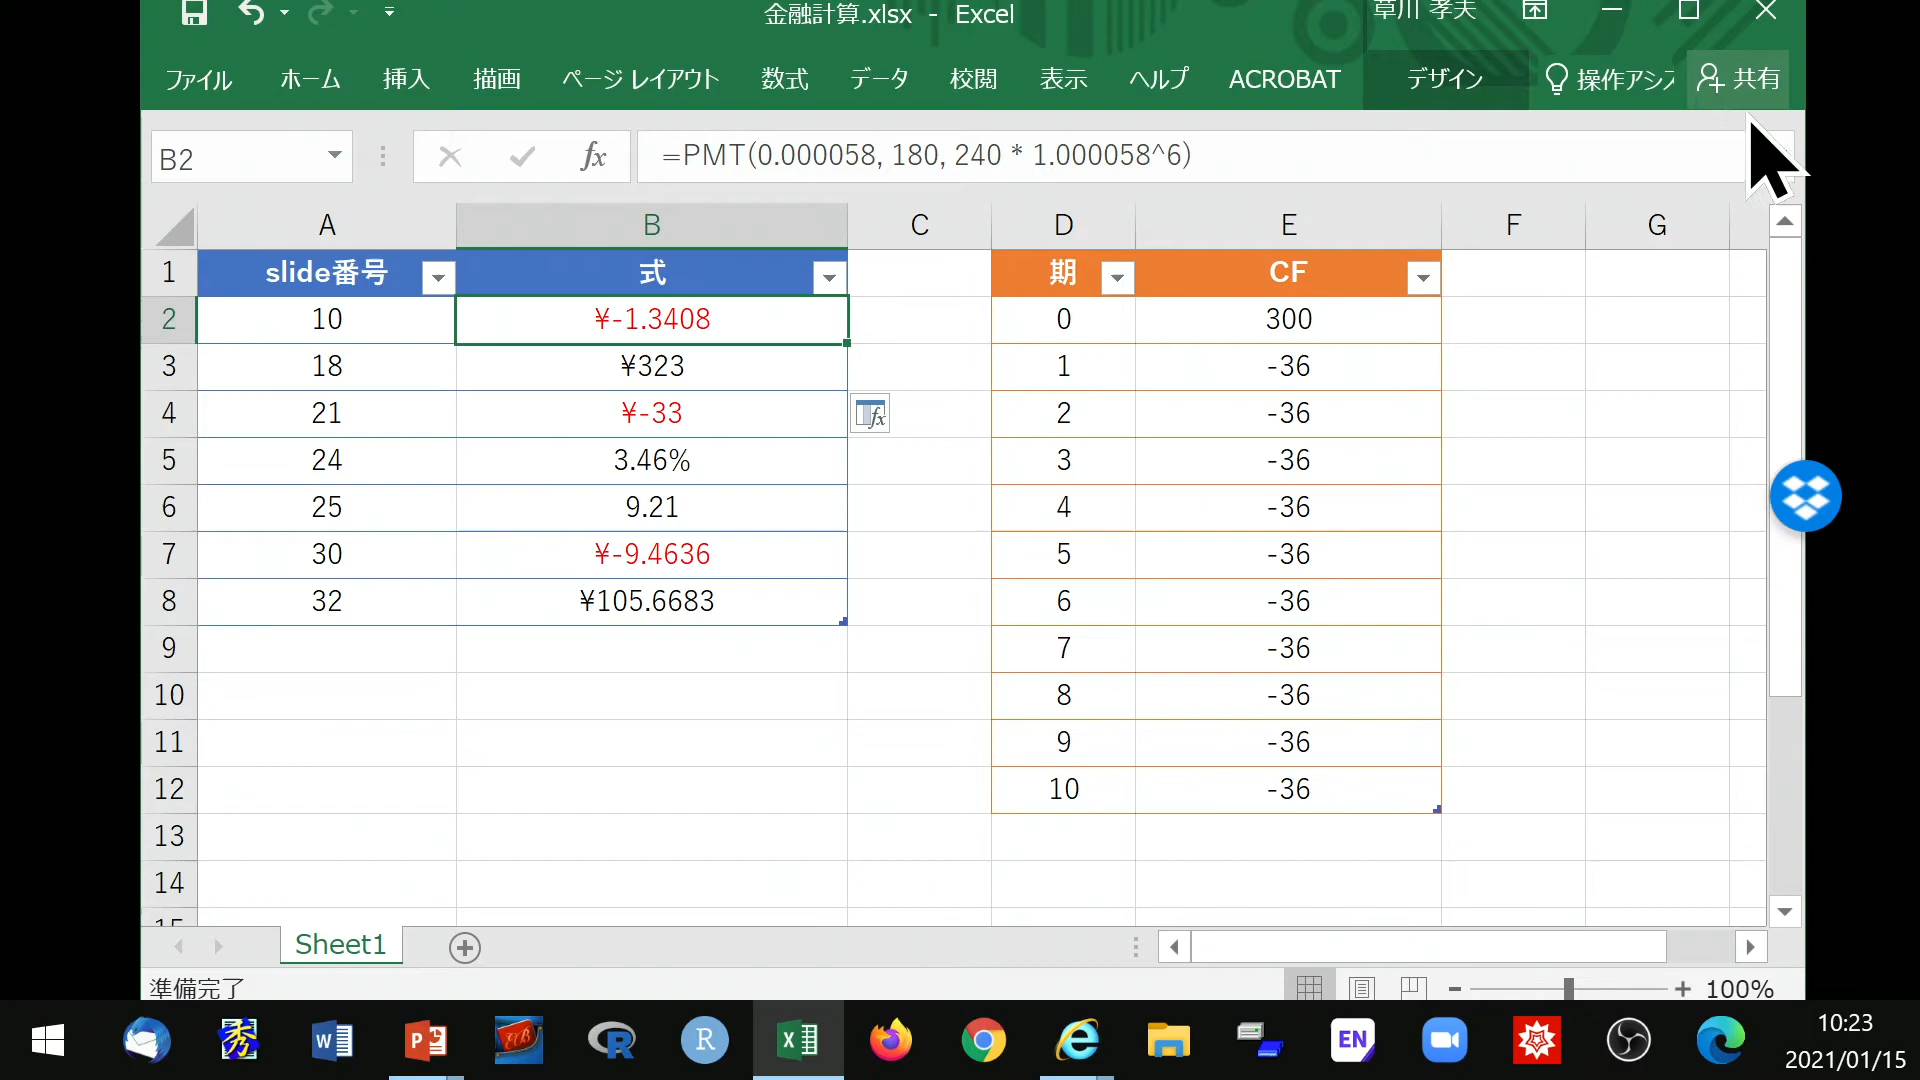 金融計算.xlsx - Excel
草川 孝夫
ファイル ホーム 挿入 描画 ページ レイアウト 数式 データ 校閲 表示 ヘルプ ACROBAT デザイン 操作アシス 共有
B2 fx =PMT(0.000058, 180, 240 * 1.000058^6)
A B C D E F G
1 slide番号 式 期 CF
2 10 ¥-1.3408 0 300
3 18 ¥323 1 -36
4 21 ¥-33 fx 2 -36
5 24 3.46% 3 -36
6 25 9.21 4 -36
7 30 ¥-9.4636 5 -36
8 32 ¥105.6683 6 -36
9 7 -36
10 8 -36
11 9 -36
12 10 -36
13
14
15
Sheet1
準備完了 100%
秀 W P R R X EN
10:23
2021/01/15